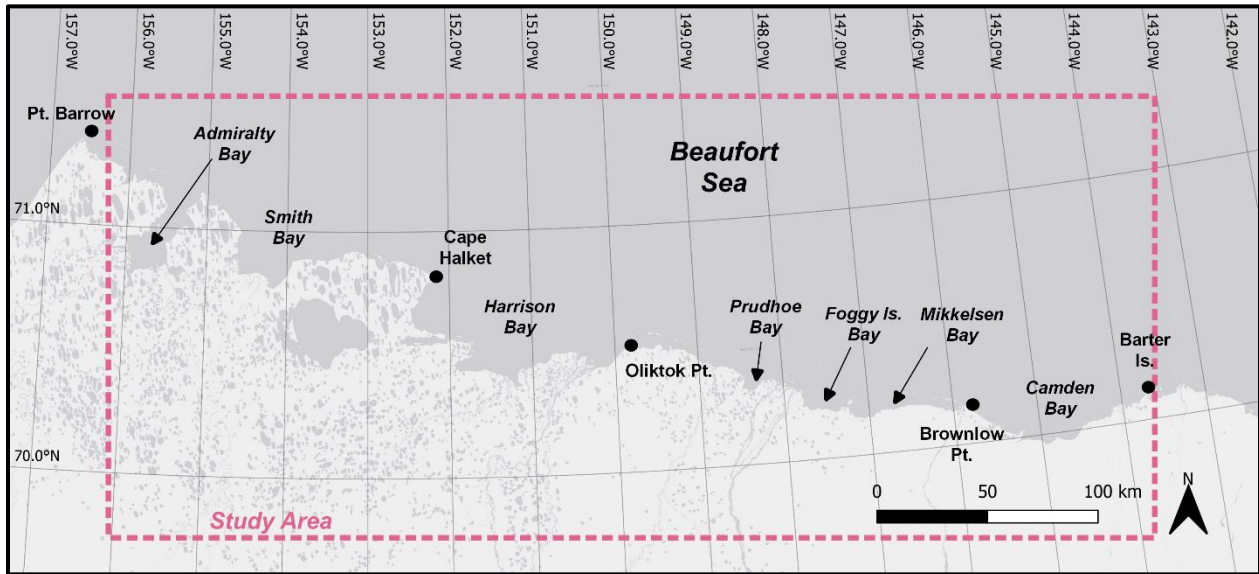 157.0°W
156.0°W
155.0°W
154.0°W
153.0°W
152.0°W
151.0°W
150.0°W
149.0°W
148.0°W
147.0°W
146.0°W
145.0°W
144.0°W
143.0°W
142.0°W
Pt. Barrow
Admiralty
Bay
Beaufort
Sea
71.0°N
Smith
Bay
Cape
Halket
Harrison
Bay
Prudhoe
Bay
Foggy Is.
Bay
Mikkelsen
Bay
Barter
Is.
Oliktok Pt.
Camden
Bay
Brownlow
Pt.
70.0°N
N
0 50 100 km
Study Area